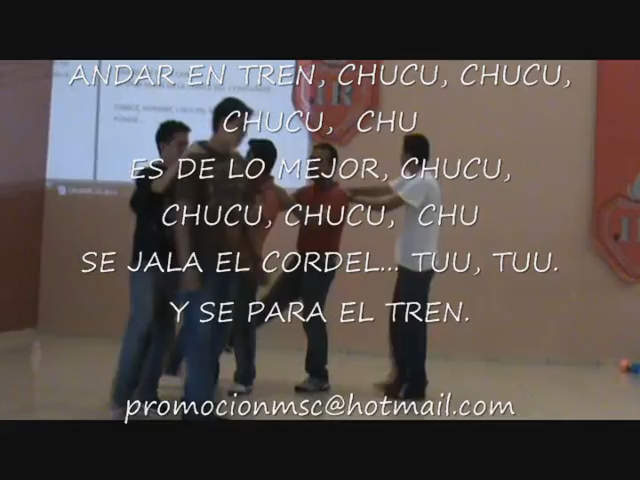 ANDAR EN TREN, CHUCU, CHUCU,
CHUCU, CHU
ES DE LO MEJOR, CHUCU,
CHUCU, CHUCU, CHU
SE JALA EL CORDEL... TUU, TUU.
Y SE PARA EL TREN.
promocionmsc@hotmail.com